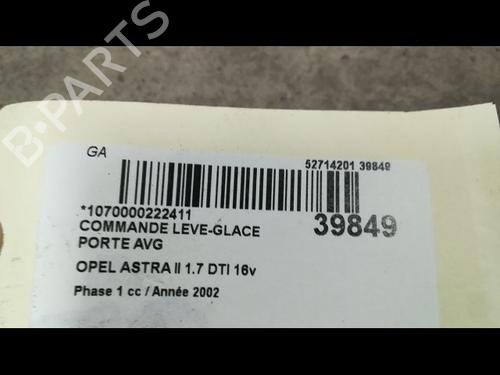 B-PARTS
GA
52714201 39849
*1070000222411
39849
COMMANDE LEVE-GLACE
PORTE AVG
OPEL ASTRA II 1.7 DTI 16v
Phase 1 cc / Année 2002